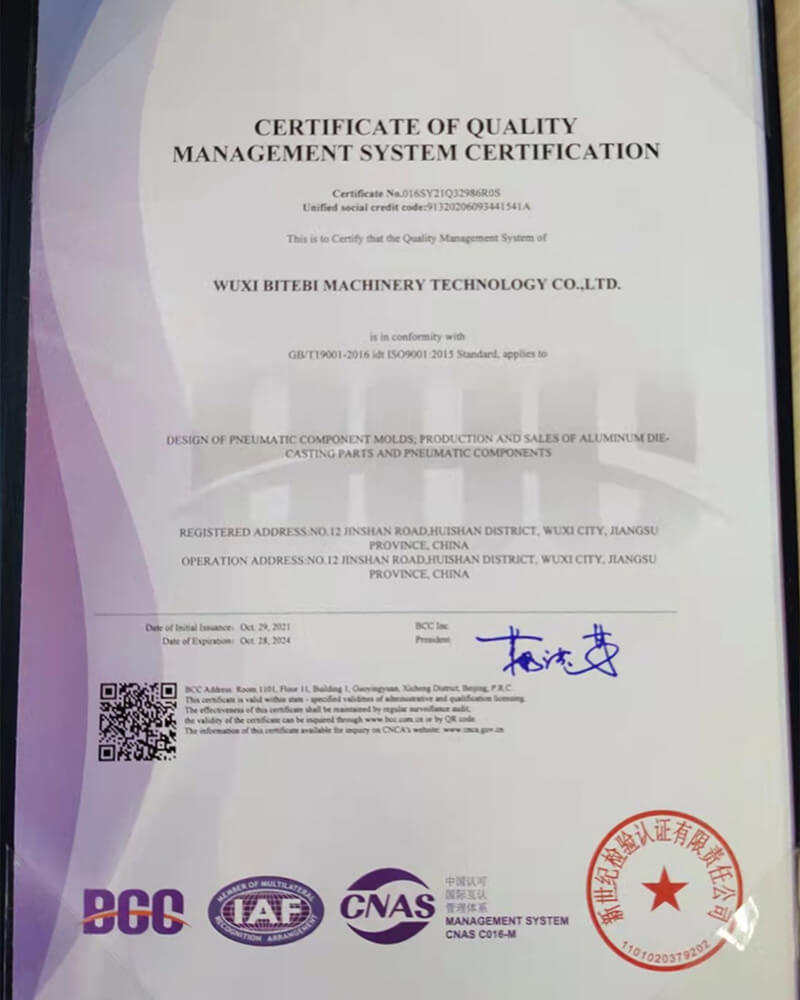 CERTIFICATE OF QUALITY
MANAGEMENT SYSTEM CERTIFICATION
Certificate No.016SY21Q32986R0S
Unified social credit code:91320206093441541A
This is to Certify that the Quality Management System of
WUXI BITEBI MACHINERY TECHNOLOGY CO.,LTD.
is in conformity with
GB/T19001-2016 idt ISO9001:2015 Standard, applies to
DESIGN OF PNEUMATIC COMPONENT MOLDS; PRODUCTION AND SALES OF ALUMINUM DIE-
CASTING PARTS AND PNEUMATIC COMPONENTS
REGISTERED ADDRESS:NO.12 JINSHAN ROAD,HUISHAN DISTRICT, WUXI CITY, JIANGSU
PROVINCE, CHINA
OPERATION ADDRESS:NO.12 JINSHAN ROAD,HUISHAN DISTRICT, WUXI CITY, JIANGSU
PROVINCE, CHINA
Date of Initial Issuance: Oct. 29, 2021
Date of Expiration: Oct. 28, 2024
BCC Inc.
President
BCC Address: Room 1101, Floor 11, Building 1, Guoyingyuan, Xicheng District, Beijing, P.R.C.
This certificate is valid within state - specified validities of administrative and qualification licensing.
The effectiveness of this certificate shall be maintained by regular surveillance audit,
the validity of the certificate can be inquired through www.bcc.com.cn or by QR code.
The information of this certificate available for inquiry on CNCA's website: www.cnca.gov.cn
BCC
MEMBER OF MULTILATERAL
IAF
RECOGNITION ARRANGEMENT
CNAS
中国认可
国际互认
管理体系
MANAGEMENT SYSTEM
CNAS C016-M
新世纪检验认证有限责任公司
1101020379202